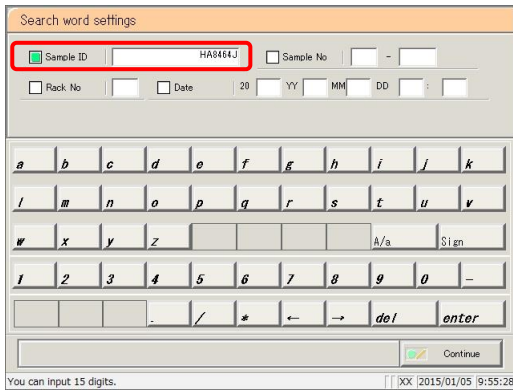 Search word settings
Sample ID HA8464J Sample No -
Rack No Date 20 YY MM DD :
a b c d e f g h i j k
l m n o p q r s t u v
w x y z A/a Sign
1 2 3 4 5 6 7 8 9 0 -
. / * ← → del enter
Continue
You can input 15 digits. XX 2015/01/05 9:55:28